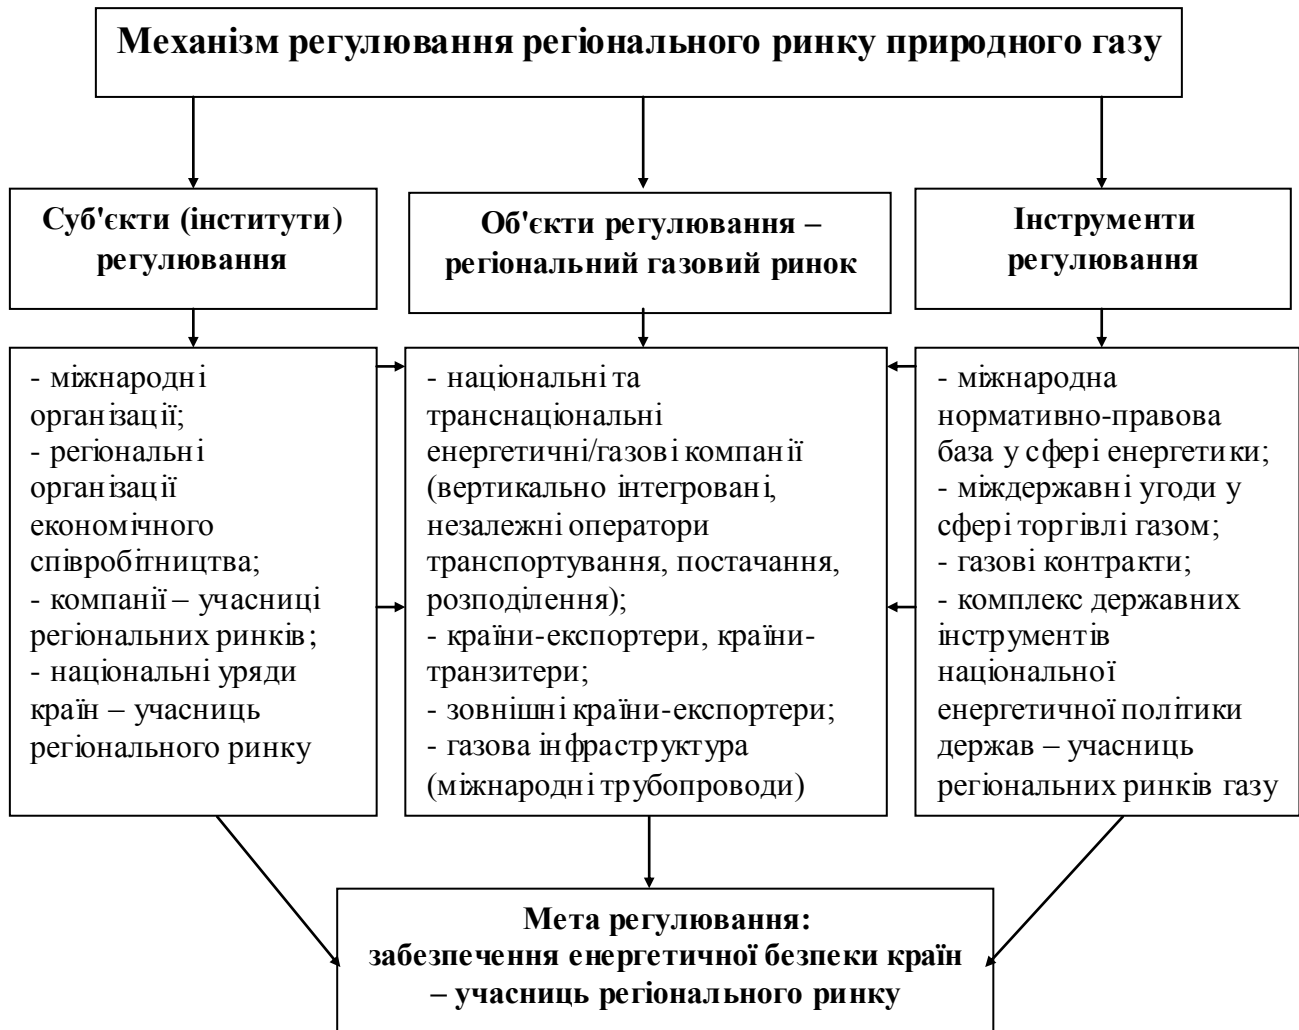 Механізм регулювання регіонального ринку природного газу
Суб'єкти (інститути)
регулювання
Об'єкти регулювання –
регіональний газовий ринок
Інструменти
регулювання
- міжнародні
організації;
- регіональні
організації
економічного
співробітництва;
- компанії – учасниці
регіональних ринків;
- національні уряди
країн – учасниць
регіонального ринку
- національні та
транснаціональні
енергетичні/газові компанії
(вертикально інтегровані,
незалежні оператори
транспортування, постачання,
розподілення);
- країни-експортери, країни-
транзитери;
- зовнішні країни-експортери;
- газова інфраструктура
(міжнародні трубопроводи)
- міжнародна
нормативно-правова
база у сфері енергетики;
- міждержавні угоди у
сфері торгівлі газом;
- газові контракти;
- комплекс державних
інструментів
національної
енергетичної політики
держав – учасниць
регіональних ринків газу
Мета регулювання:
забезпечення енергетичної безпеки країн
– учасниць регіонального ринку